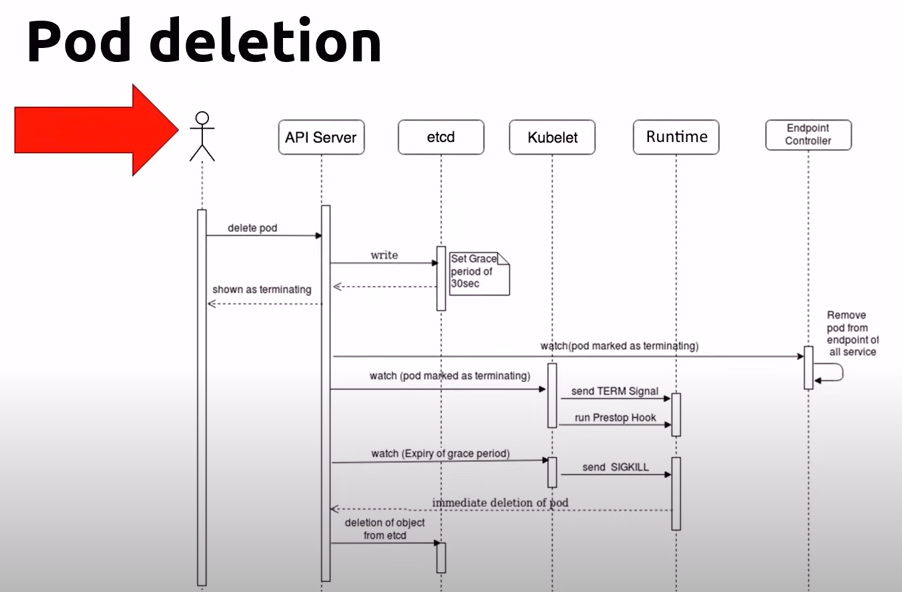 Pod deletion
API Server
etcd
Kubelet
Runtime
Endpoint
Controller
delete pod
write
Set Grace
period of
30sec
shown as terminating
Remove
pod from
endpoint of
all service
watch(pod marked as terminating)
watch (pod marked as terminating)
send TERM Signal
run Prestop Hook
watch (Expiry of grace period)
send SIGKILL
immediate deletion of pod
deletion of object
from etcd